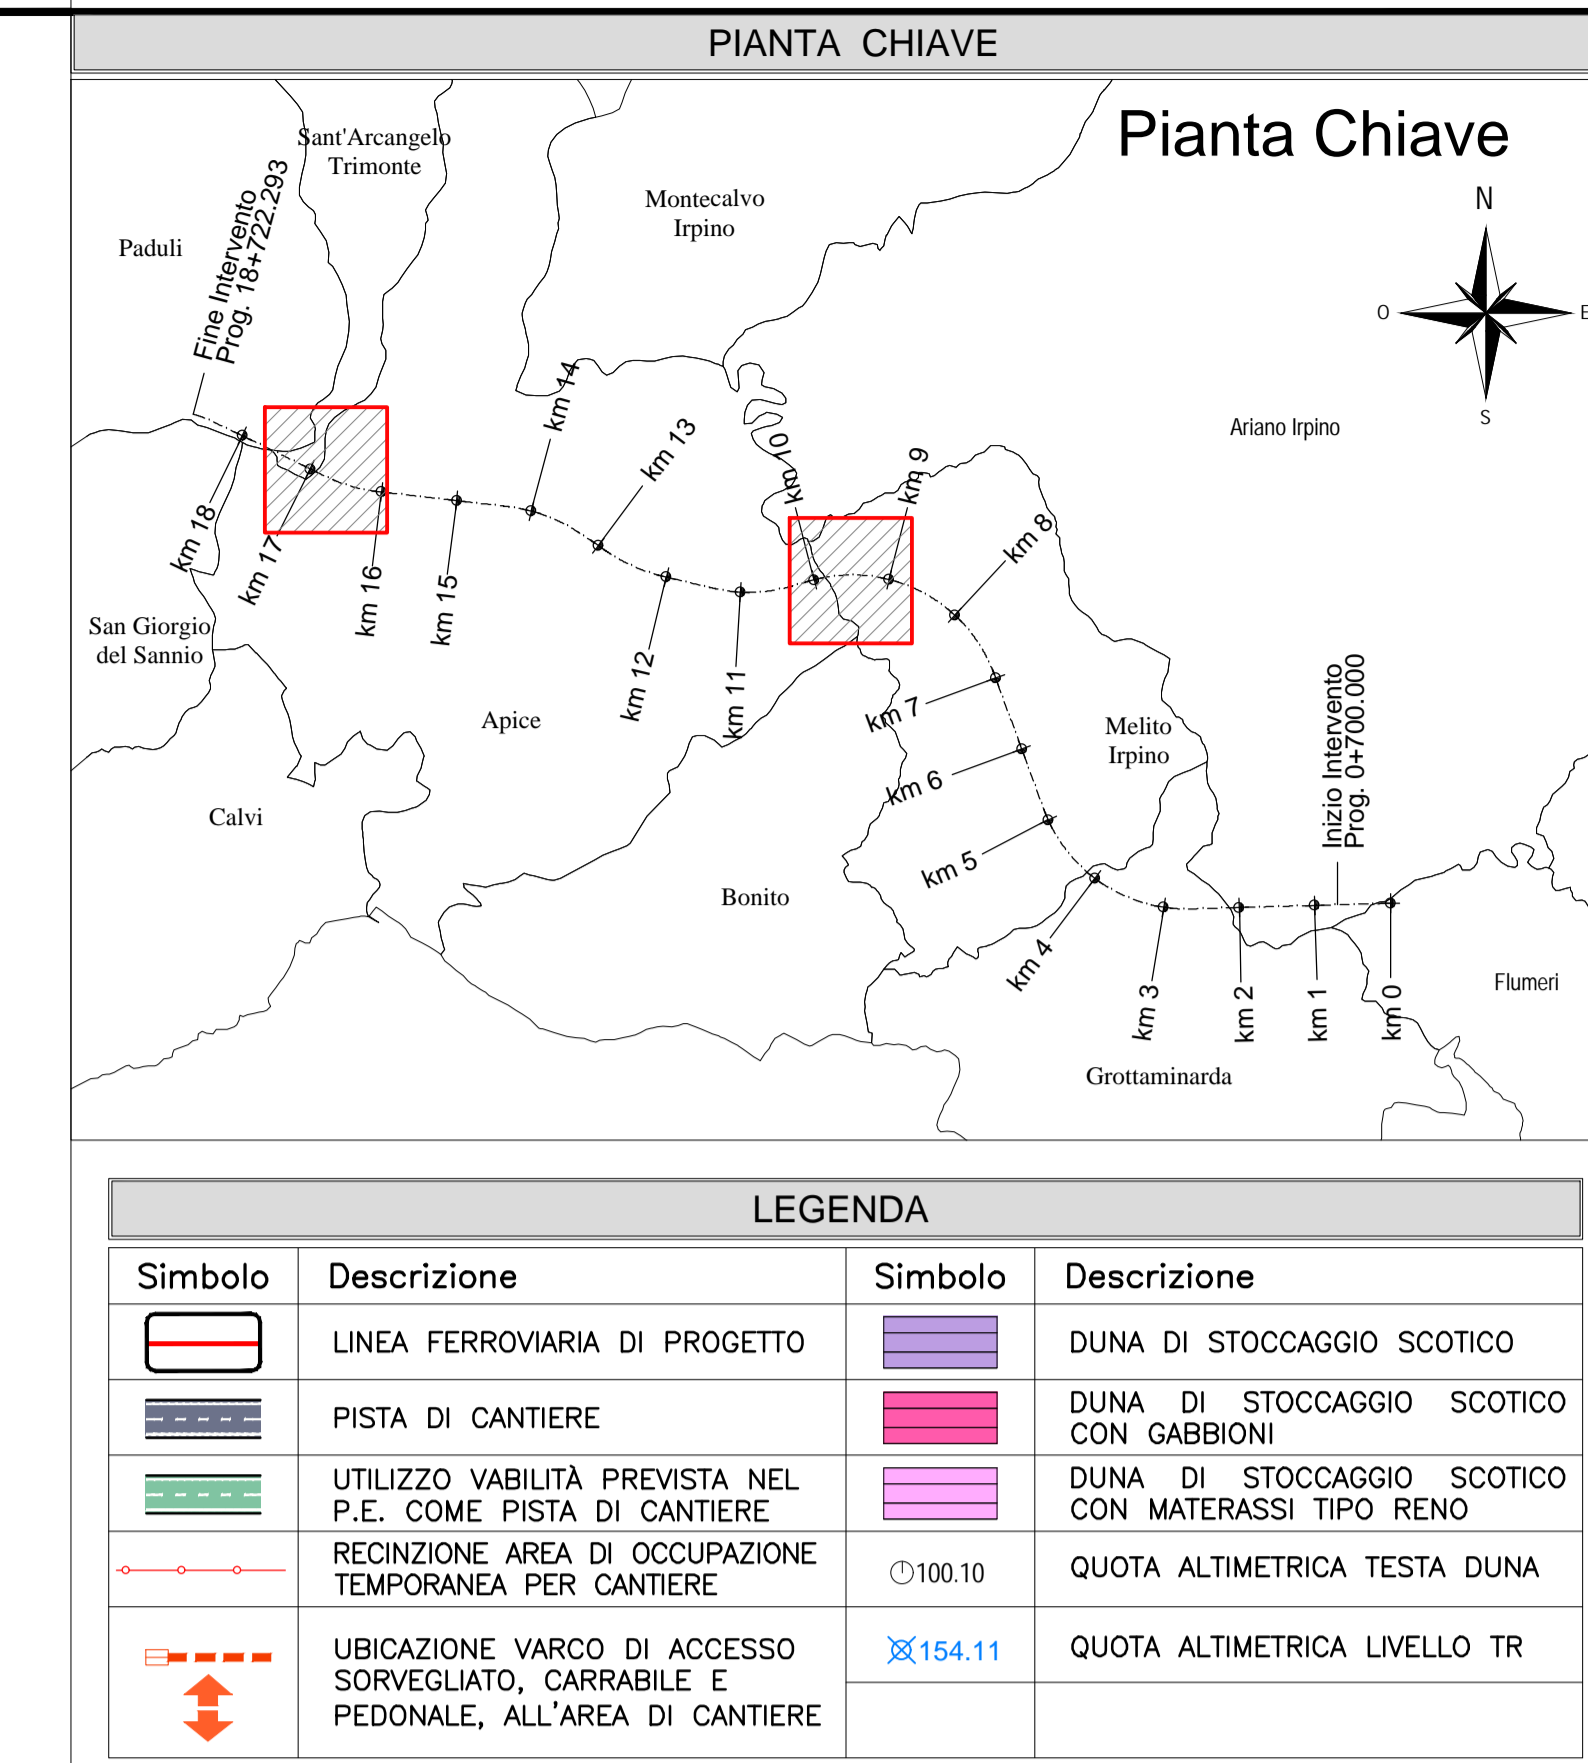 PIANTA CHIAVE
Pianta Chiave
Sant'Arcangelo
Trimonte
Montecalvo
Irpino
Paduli
Fine Intervento
Prog. 18+722.293
N
O
E
S
Ariano Irpino
km 14
km 13
km 10
km 9
km 8
km 18
km 17
km 16
km 15
km 12
km 11
km 7
km 6
km 5
km 4
km 3
km 2
km 1
km 0
San Giorgio
del Sannio
Apice
Melito
Irpino
Inizio Intervento
Prog. 0+700.000
Calvi
Bonito
Flumeri
Grottaminarda
LEGENDA
Simbolo Descrizione Simbolo Descrizione
LINEA FERROVIARIA DI PROGETTO
DUNA DI STOCCAGGIO SCOTICO
PISTA DI CANTIERE
DUNA DI STOCCAGGIO SCOTICO
CON GABBIONI
UTILIZZO VABILITÀ PREVISTA NEL
P.E. COME PISTA DI CANTIERE
DUNA DI STOCCAGGIO SCOTICO
CON MATERASSI TIPO RENO
RECINZIONE AREA DI OCCUPAZIONE
TEMPORANEA PER CANTIERE
100.10
QUOTA ALTIMETRICA TESTA DUNA
UBICAZIONE VARCO DI ACCESSO
SORVEGLIATO, CARRABILE E
PEDONALE, ALL'AREA DI CANTIERE
154.11
QUOTA ALTIMETRICA LIVELLO TR